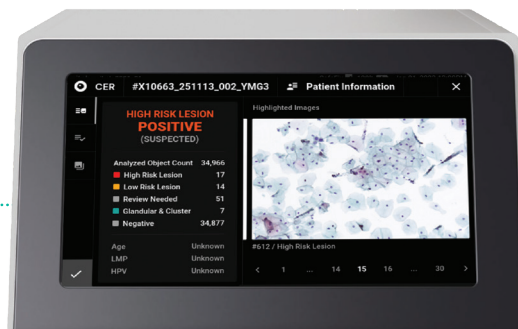 CER #X10663_251113_002_YMG3 Patient Information ×
HIGH RISK LESION
POSITIVE
(SUSPECTED)
Analyzed Object Count 34,966
High Risk Lesion 17
Low Risk Lesion 14
Review Needed 51
Glandular & Cluster 7
Negative 34,877
Age Unknown
LMP Unknown
HPV Unknown
Highlighted Images
#612 / High Risk Lesion
< 1 ... 14 15 16 ... 30 >